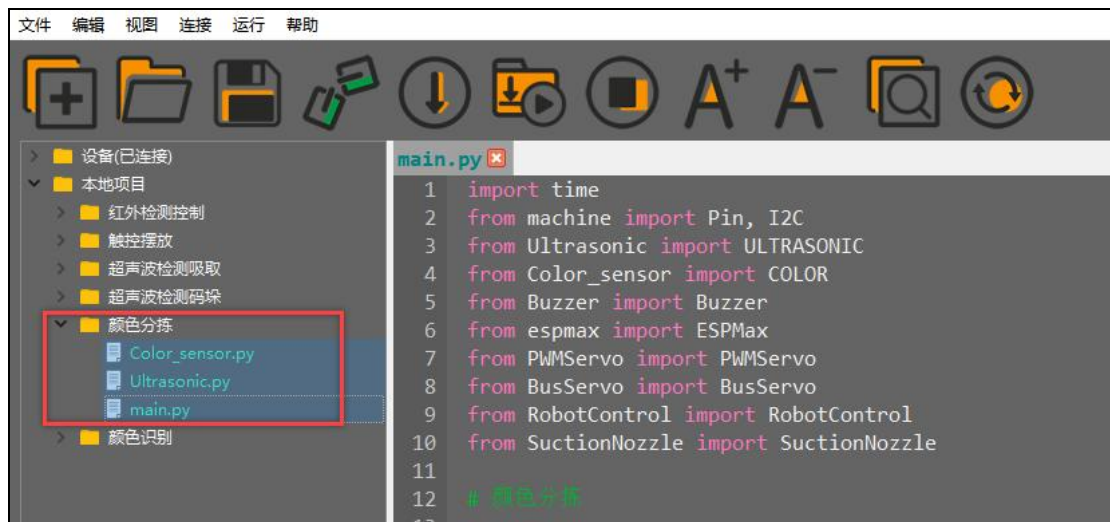 文件 编辑 视图 连接 运行 帮助
设备(已连接)
本地项目
红外检测控制
触控摆放
超声波检测吸取
超声波检测码垛
颜色分拣
Color_sensor.py
Ultrasonic.py
main.py
颜色识别
main.py
1 import time
2 from machine import Pin, I2C
3 from Ultrasonic import ULTRASONIC
4 from Color_sensor import COLOR
5 from Buzzer import Buzzer
6 from espmax import ESPMax
7 from PWMServo import PWMServo
8 from BusServo import BusServo
9 from RobotControl import RobotControl
10 from SuctionNozzle import SuctionNozzle
11
12 # 颜色分拣